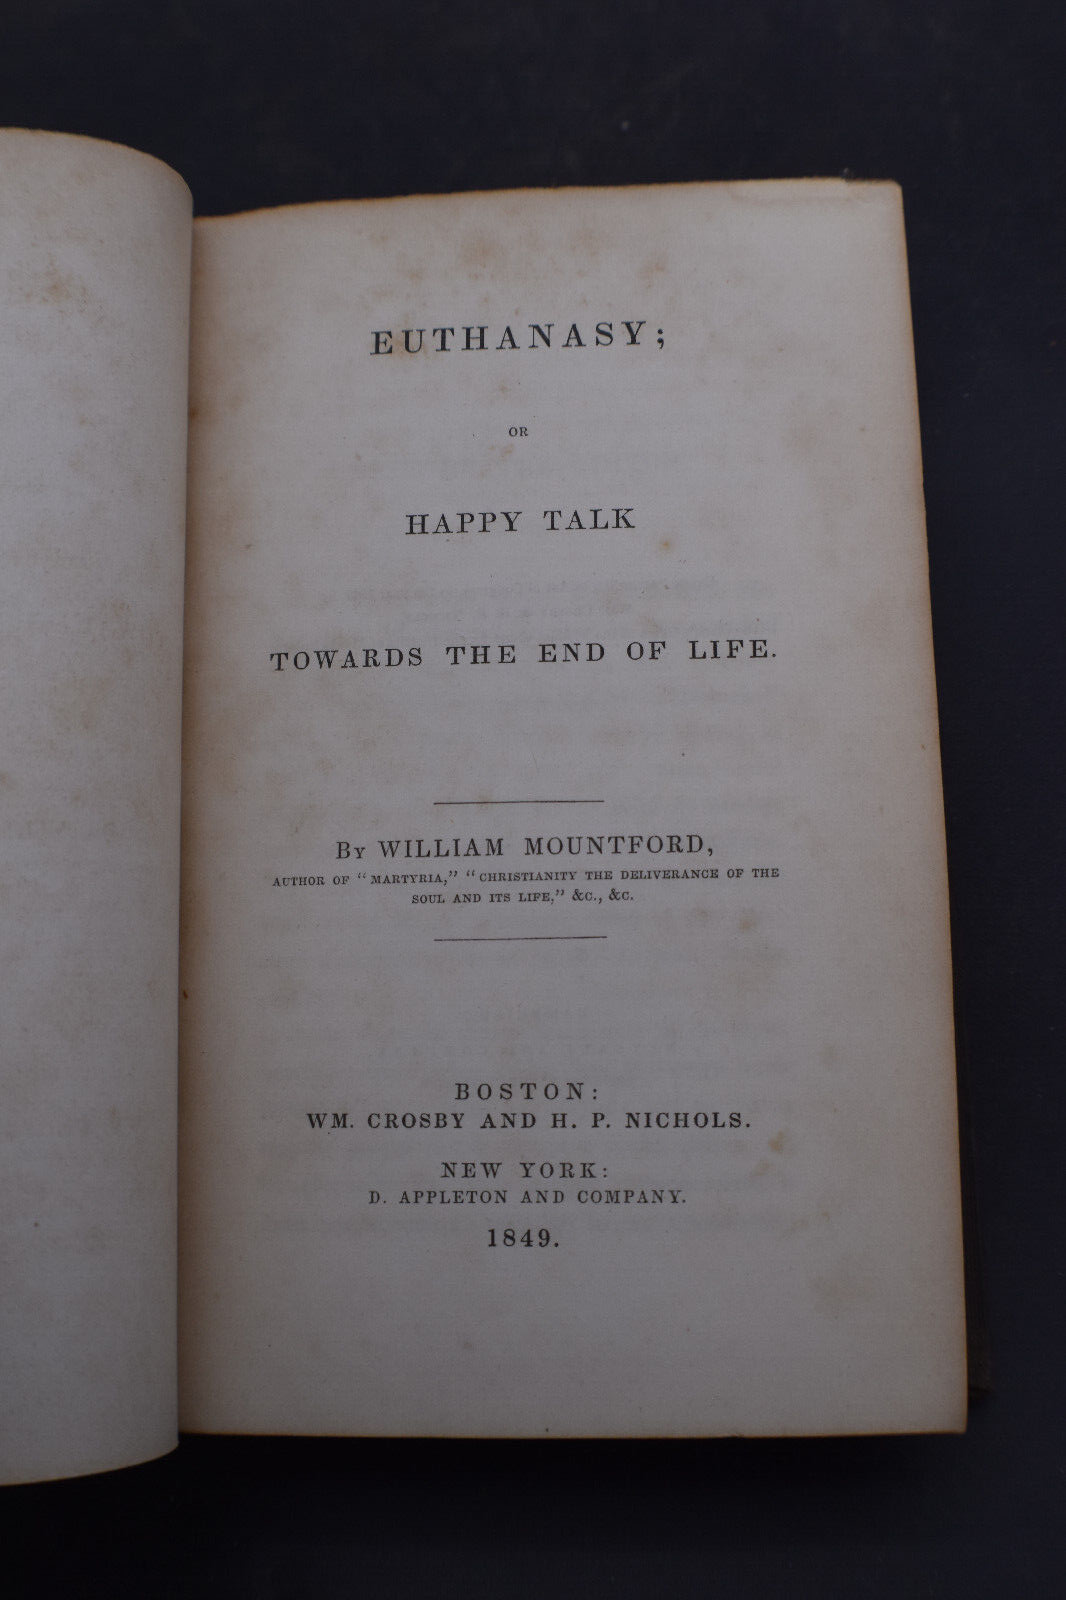 EUTHANASY;
OR
HAPPY TALK
TOWARDS THE END OF LIFE.
By WILLIAM MOUNTFORD,
AUTHOR OF "MARTYRIA," "CHRISTIANITY THE DELIVERANCE OF THE
SOUL AND ITS LIFE," &C., &C.
BOSTON:
WM. CROSBY AND H. P. NICHOLS.
NEW YORK:
D. APPLETON AND COMPANY.
1849.